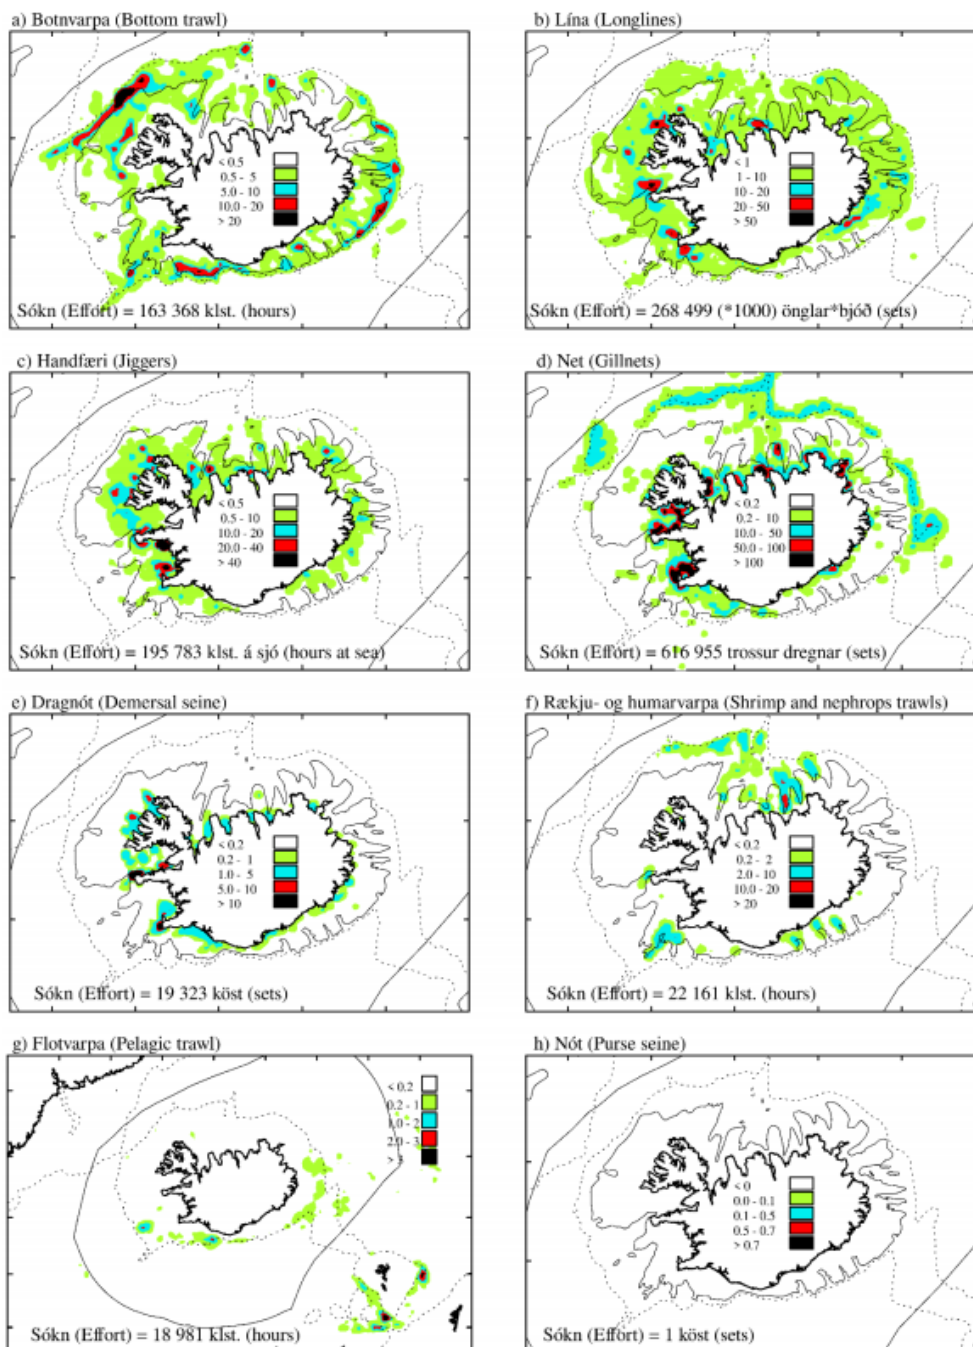 a) Botnvarpa (Bottom trawl)
< 0.5
0.5 - 5
5.0 - 10
10.0 - 20
> 20
Sókn (Effort) = 163 368 klst. (hours)
b) Lína (Longlines)
< 1
1 - 10
10 - 20
20 - 50
> 50
Sókn (Effort) = 268 499 (*1000) önglar*bjóð (sets)
c) Handfæri (Jiggers)
< 0.5
0.5 - 10
10.0 - 20
20.0 - 40
> 40
Sókn (Effort) = 195 783 klst. á sjó (hours at sea)
d) Net (Gillnets)
< 0.2
0.2 - 10
10.0 - 50
50.0 - 100
> 100
Sókn (Effort) = 616 955 trossur dregnar (sets)
e) Dragnót (Demersal seine)
< 0.2
0.2 - 1
1.0 - 5
5.0 - 10
> 10
Sókn (Effort) = 19 323 köst (sets)
f) Rækju- og humarvarpa (Shrimp and nephrops trawls)
< 0.2
0.2 - 2
2.0 - 10
10.0 - 20
> 20
Sókn (Effort) = 22 161 klst. (hours)
g) Flotvarpa (Pelagic trawl)
< 0.2
0.2 - 1
1.0 - 2
2.0 - 3
> 3
Sókn (Effort) = 18 981 klst. (hours)
h) Nót (Purse seine)
< 0
0.0 - 0.1
0.1 - 0.5
0.5 - 0.7
> 0.7
Sókn (Effort) = 1 köst (sets)